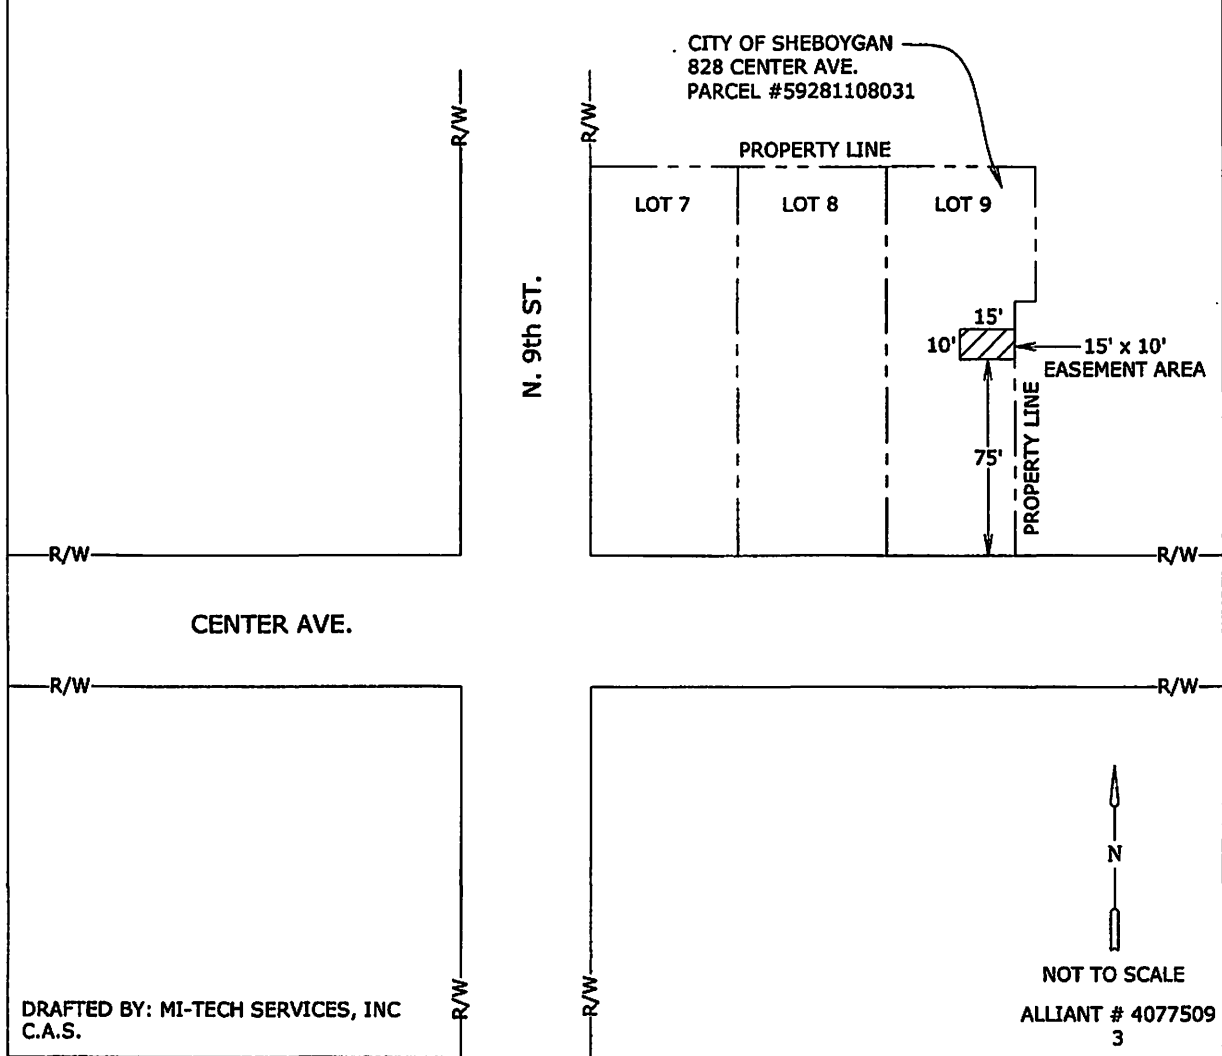 CITY OF SHEBOYGAN
828 CENTER AVE.
PARCEL #59281108031
R/W
R/W
PROPERTY LINE
LOT 7
LOT 8
LOT 9
N. 9th ST.
15'
10'
15' x 10'
EASEMENT AREA
75'
PROPERTY LINE
R/W
R/W
CENTER AVE.
R/W
R/W
N
NOT TO SCALE
R/W
R/W
DRAFTED BY: MI-TECH SERVICES, INC
C.A.S.
ALLIANT # 4077509
3